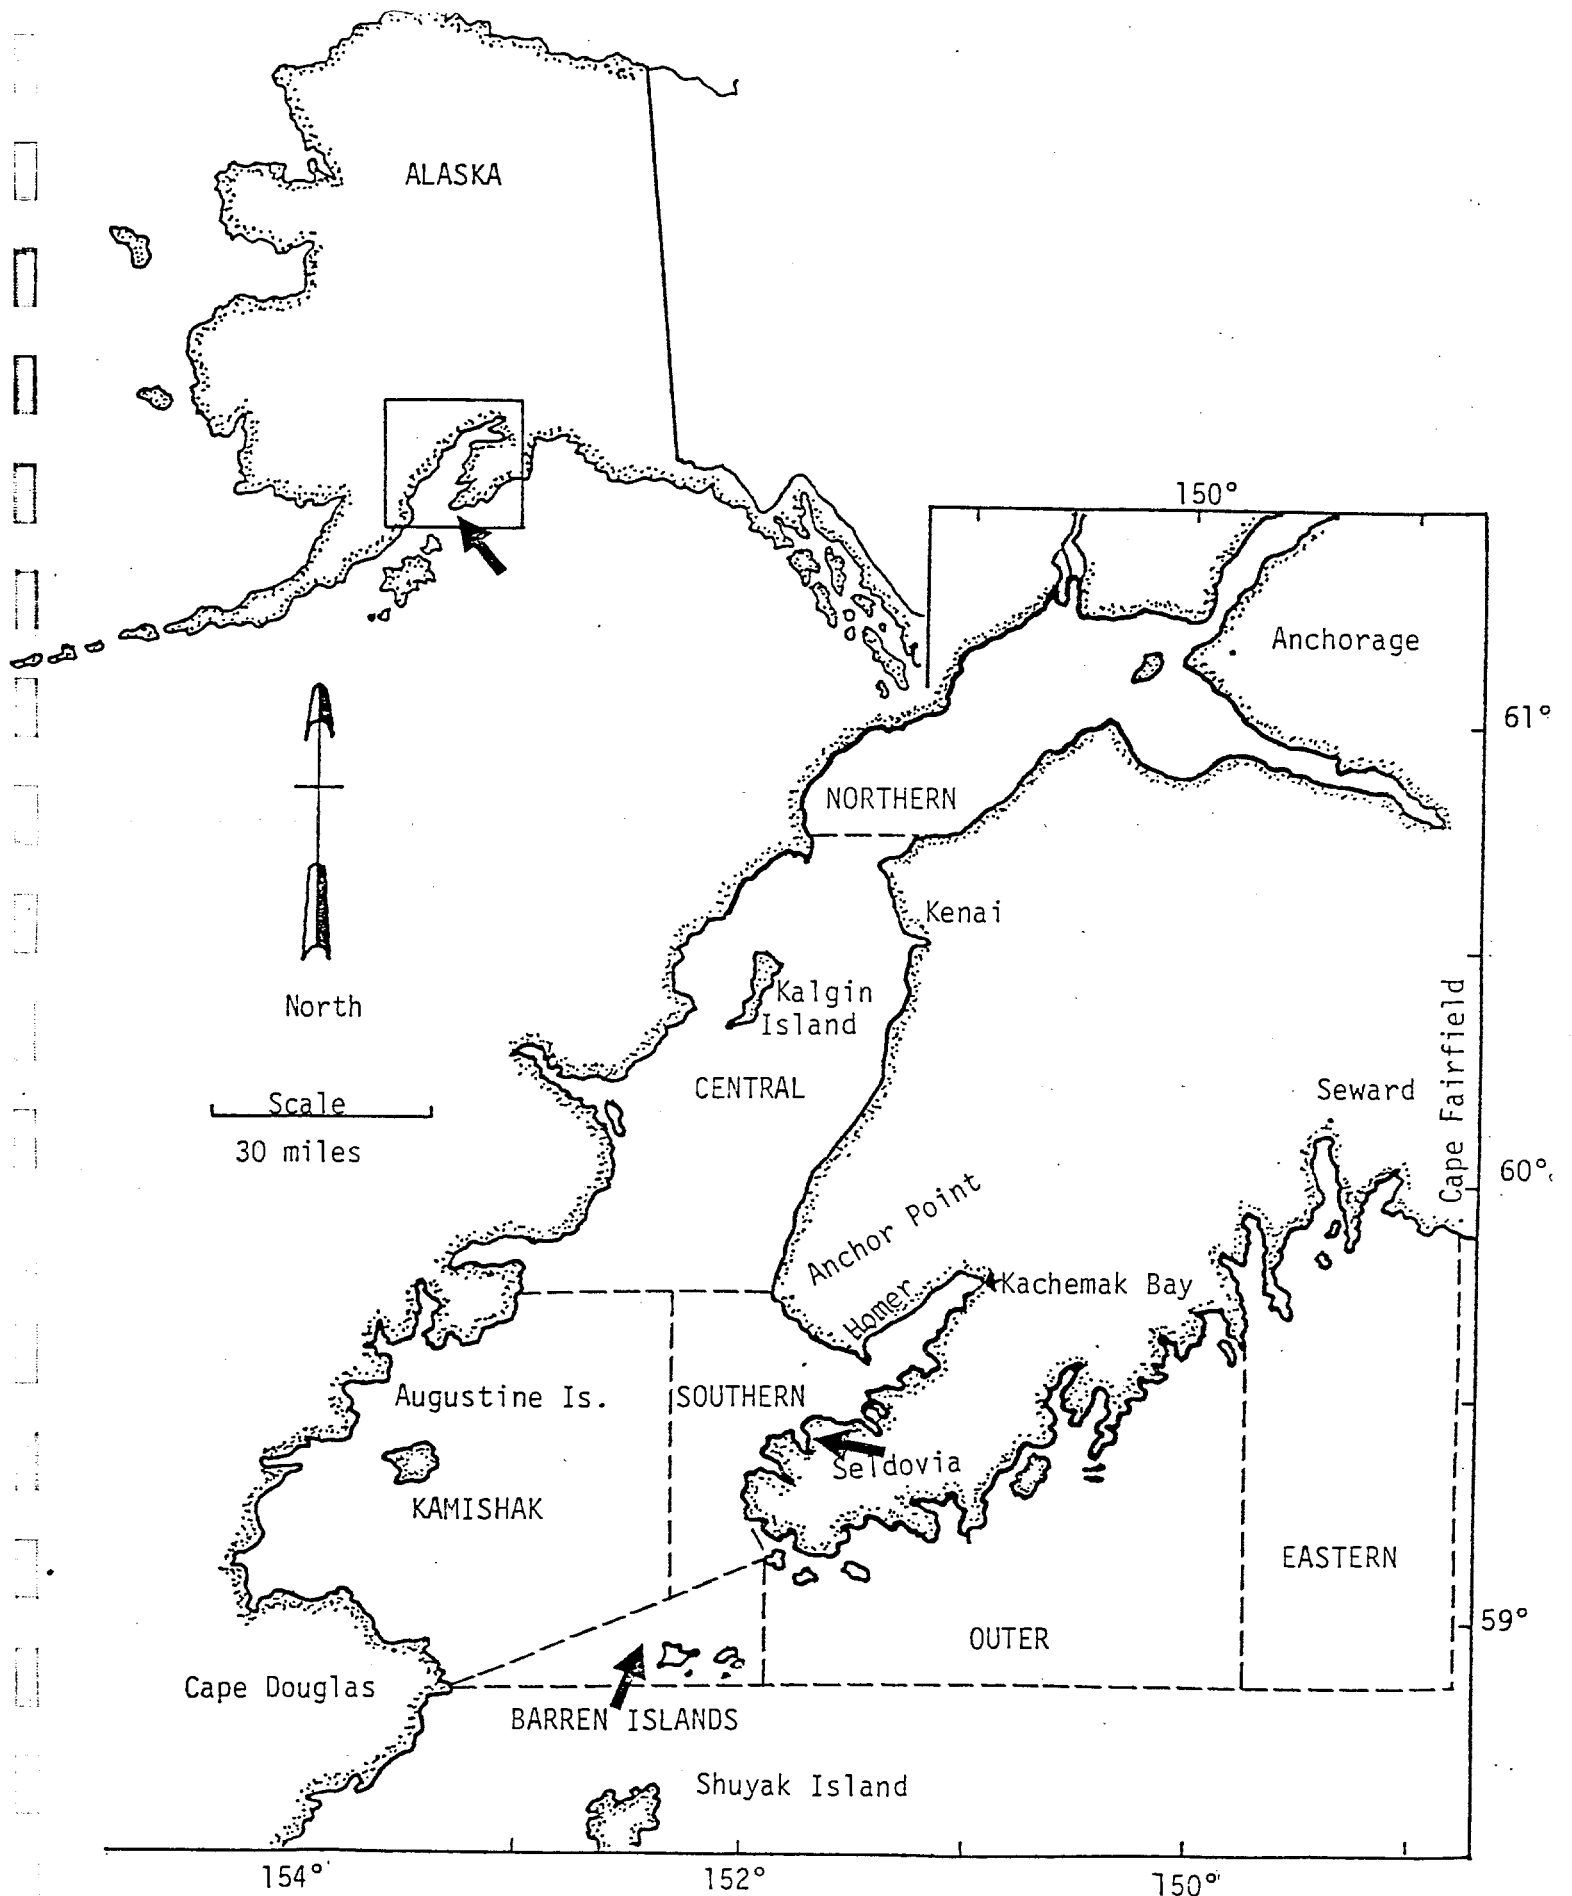 ALASKA
150°
Anchorage
61°
NORTHERN
Kenai
Kalgin
Island
North
CENTRAL
Scale
30 miles
Seward
Cape Fairfield
60°
Anchor Point
Homer
Kachemak Bay
Augustine Is.
SOUTHERN
Seldovia
KAMISHAK
EASTERN
59°
OUTER
Cape Douglas
BARREN ISLANDS
Shuyak Island
154°
152°
150°